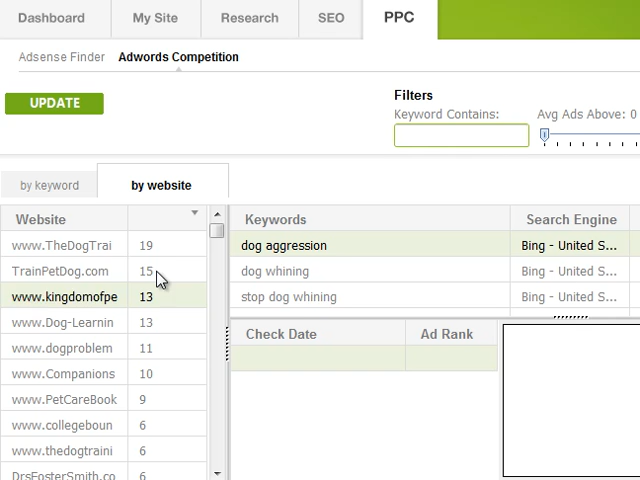 Dashboard My Site Research SEO PPC
Adsense Finder Adwords Competition
UPDATE
Filters
Keyword Contains: Avg Ads Above: 0
by keyword by website
Website Keywords Search Engine
www.TheDogTrai 19 dog aggression Bing - United S...
TrainPetDog.com 15 dog whining Bing - United S...
www.kingdomofpe 13 stop dog whining Bing - United S...
www.Dog-Learnin 13
Check Date Ad Rank
www.dogproblem 11
www.Companions 10
www.PetCareBook 9
www.collegeboun 6
www.thedogtraini 6
DrsFosterSmith.co 6